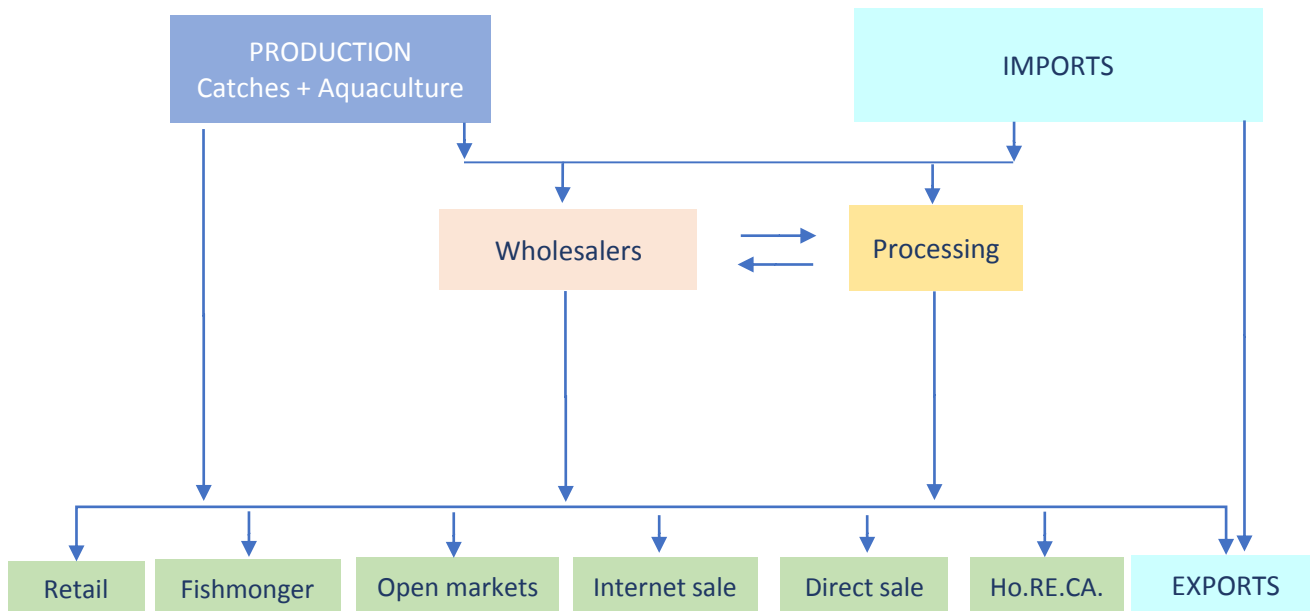 PRODUCTION
Catches + Aquaculture
IMPORTS
Wholesalers
Processing
Retail
Fishmonger
Open markets
Internet sale
Direct sale
Ho.RE.CA.
EXPORTS